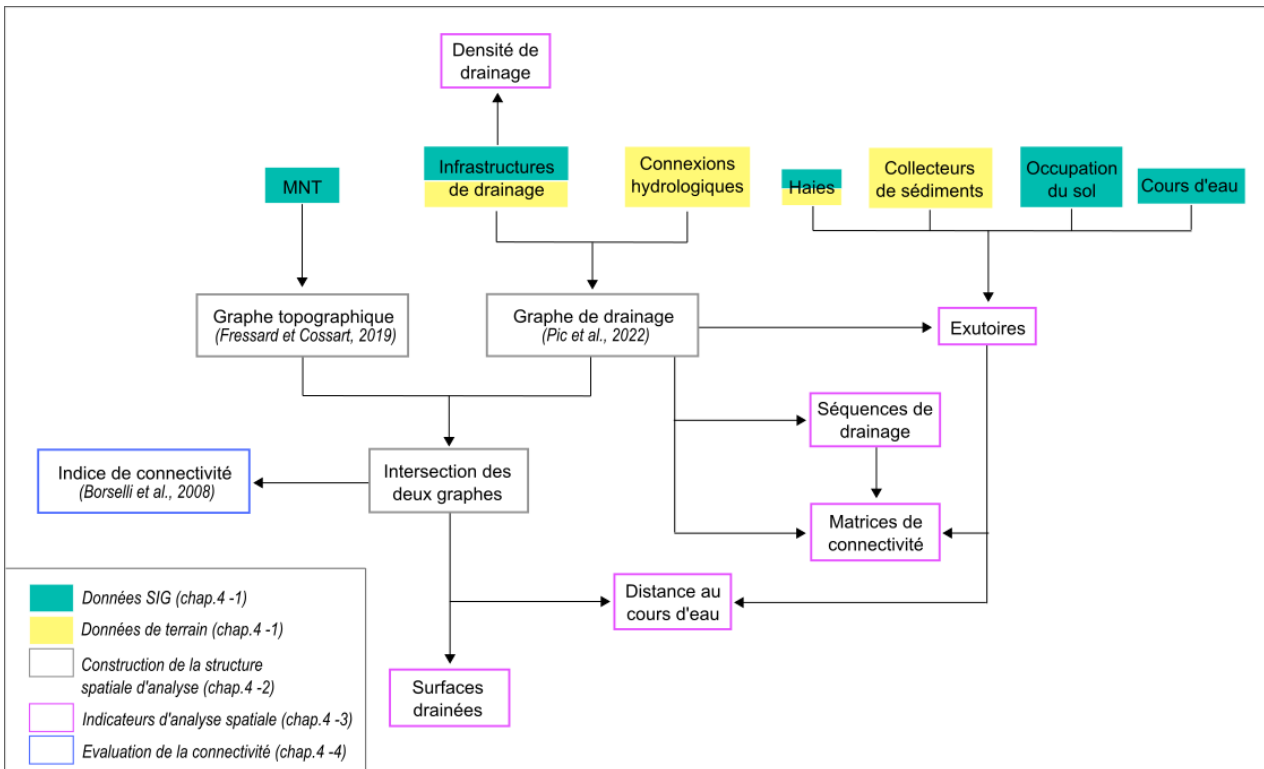 Densité de
drainage
Infrastructures
de drainage
Connexions
hydrologiques
MNT
Haies
Collecteurs
de sédiments
Occupation
du sol
Cours d'eau
Graphe topographique
(Fressard et Cossart, 2019)
Graphe de drainage
(Pic et al., 2022)
Exutoires
Séquences de
drainage
Indice de connectivité
(Borselli et al., 2008)
Intersection des
deux graphes
Matrices de
connectivité
Distance au
cours d'eau
Surfaces
drainées
Données SIG (chap.4 -1)
Données de terrain (chap.4 -1)
Construction de la structure
spatiale d'analyse (chap.4 -2)
Indicateurs d'analyse spatiale (chap.4 -3)
Evaluation de la connectivité (chap.4 -4)